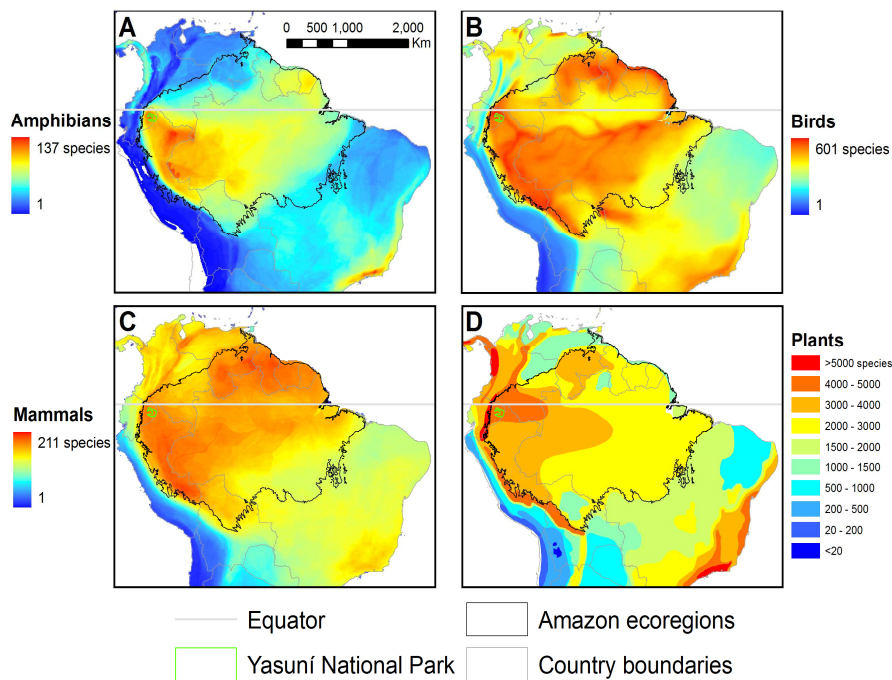 A
0 500 1,000 2,000
Km
B
Amphibians
137 species
1
Birds
601 species
1
C
D
Mammals
211 species
1
Plants
>5000 species
4000 - 5000
3000 - 4000
2000 - 3000
1500 - 2000
1000 - 1500
500 - 1000
200 - 500
20 - 200
<20
Equator
Amazon ecoregions
Yasuní National Park
Country boundaries